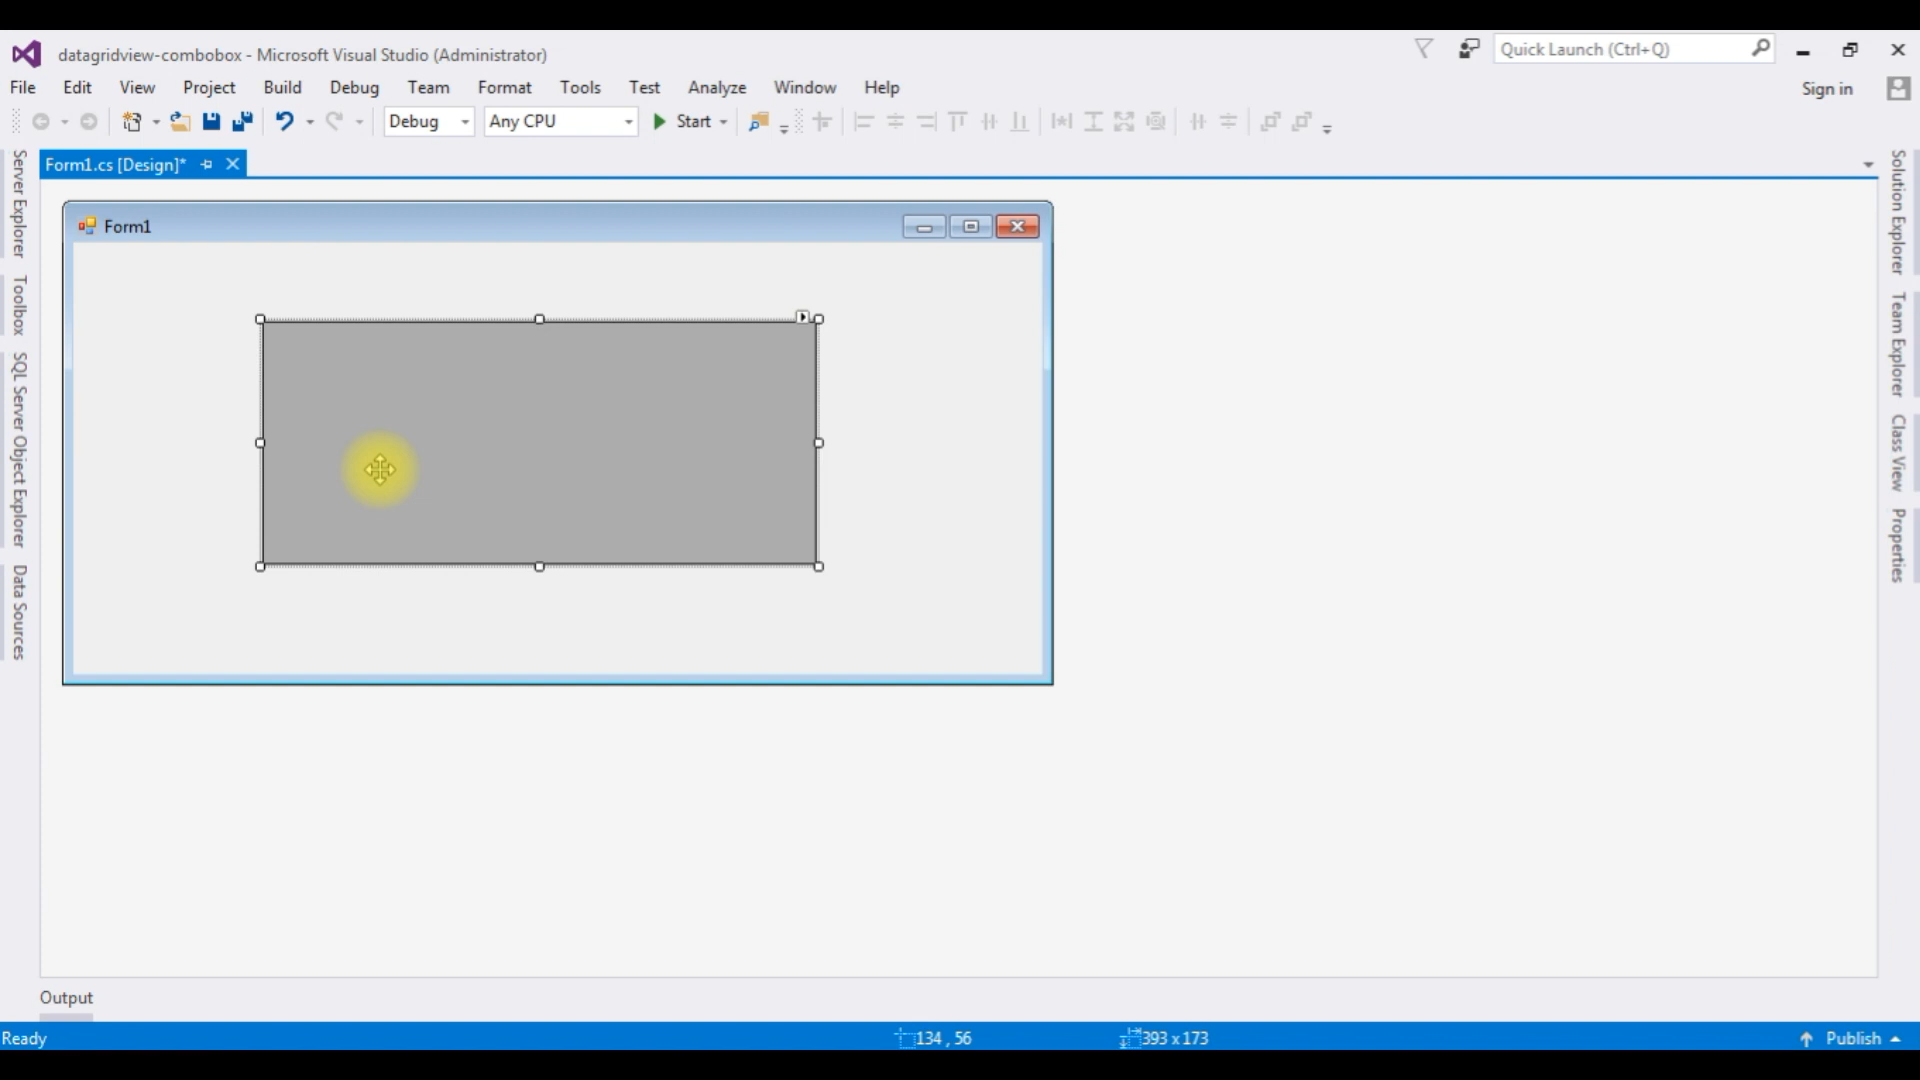 datagridview-combobox - Microsoft Visual Studio (Administrator)
Quick Launch (Ctrl+Q)
File Edit View Project Build Debug Team Format Tools Test Analyze Window Help
Sign in
Debug Any CPU Start
Form1.cs [Design]*
Form1
Server Explorer
Toolbox
SQL Server Object Explorer
Data Sources
Solution Explorer
Team Explorer
Class View
Properties
Output
Ready 134 , 56 393 x 173 Publish